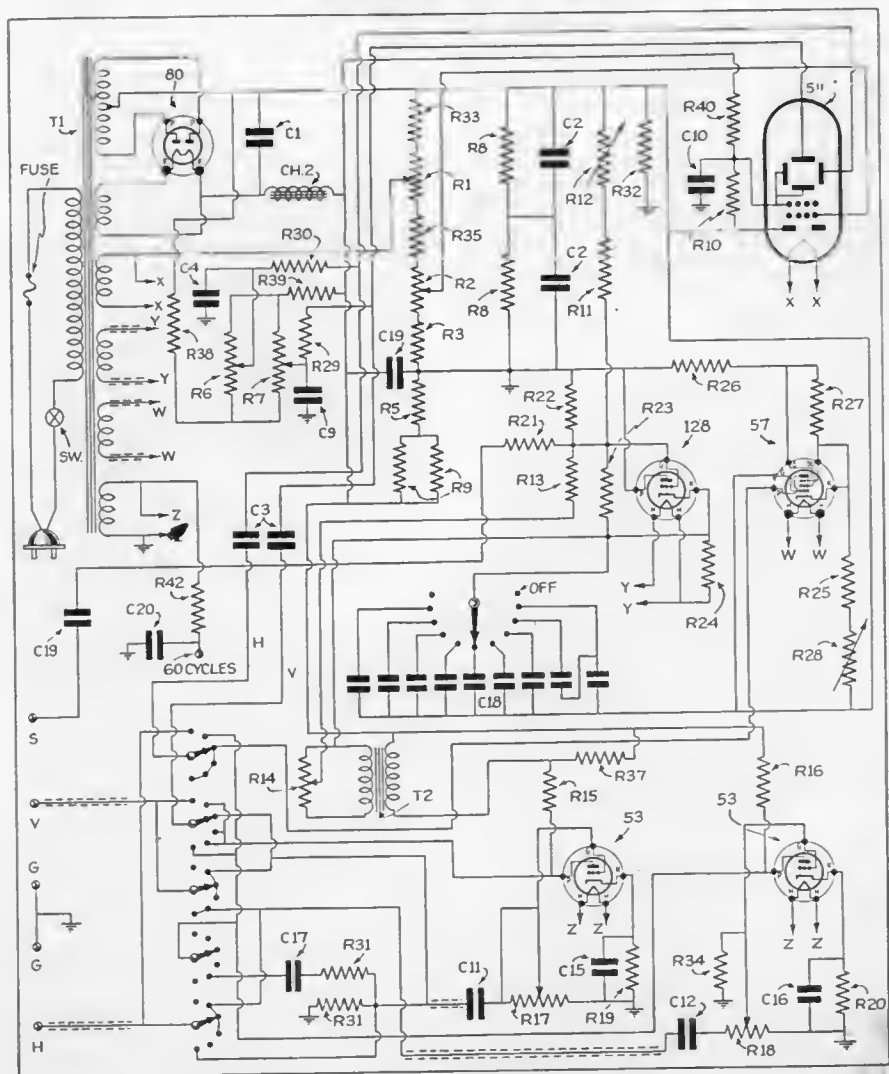 80
5"
T1
C1
R33
R40
FUSE
R8
C2
C10
R12
R32
CH.2
R1
R10
R30
R35
C4
R39
R2
C2
X
R8
R11
X
X
X
Y
R38
R3
R29
R6
C19
R7
R26
R22
R23
R27
Y
R5
C9
W
R21
128
57
SW.
W
R13
R9
C3
Z
W
W
Y
R25
R42
Y
R24
C20
OFF
R28
C19
H
60 CYCLES
V
C18
S
R37
R16
R14
R15
V
T2
53
53
G
Z
Z
Z
Z
C17
R31
C15
R34
G
C11
C16
R31
R20
C12
R17
R19
H
R18